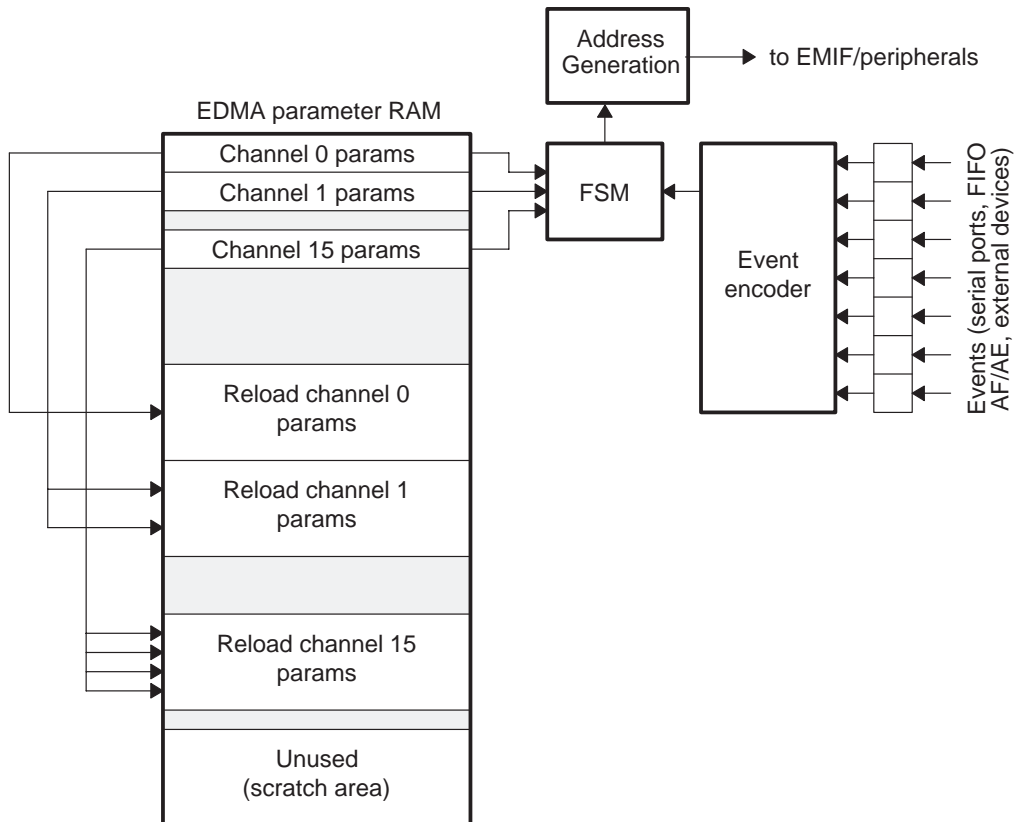 Address
Generation
to EMIF/peripherals
EDMA parameter RAM
Channel 0 params
Channel 1 params
FSM
Channel 15 params
Event
encoder
Events (serial ports, FIFO
AF/AE, external devices)
Reload channel 0
params
Reload channel 1
params
Reload channel 15
params
Unused
(scratch area)